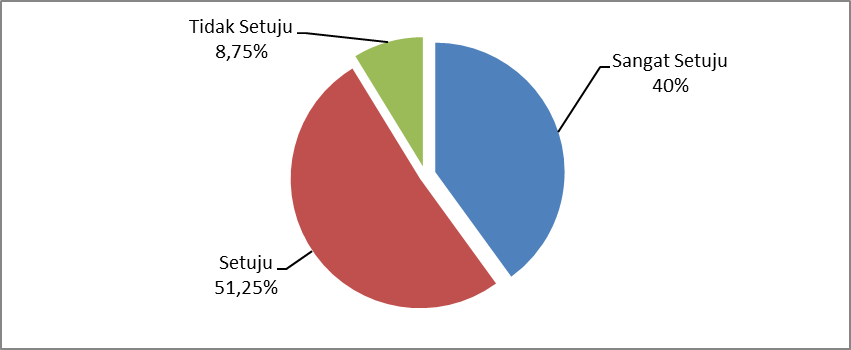 Tidak Setuju
8,75%
Sangat Setuju
40%
Setuju
51,25%